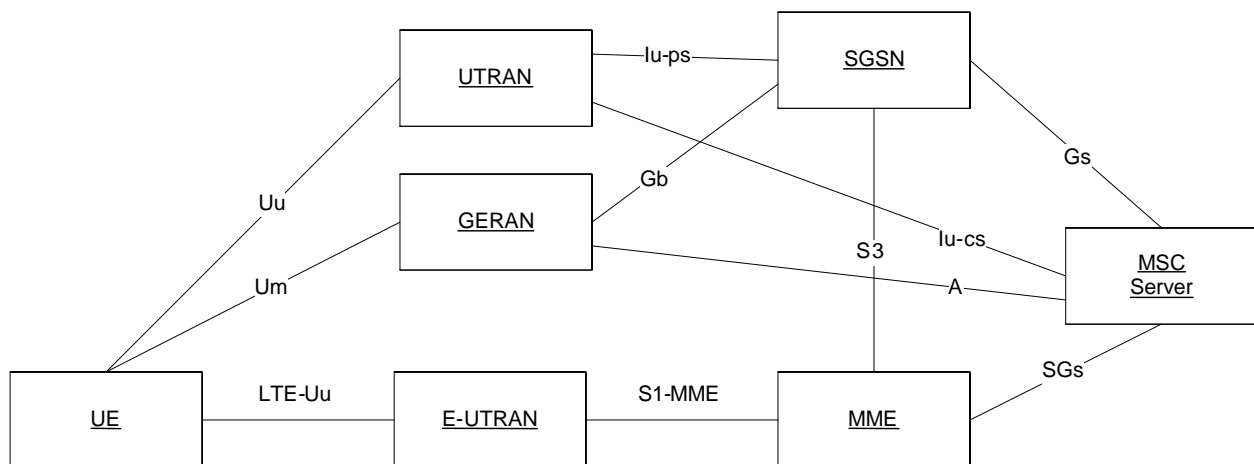 Iu-ps
SGSN
UTRAN
Gs
Gb
Uu
GERAN
Iu-cs
S3
MSC
Server
Um
A
SGs
LTE-Uu
S1-MME
UE
E-UTRAN
MME